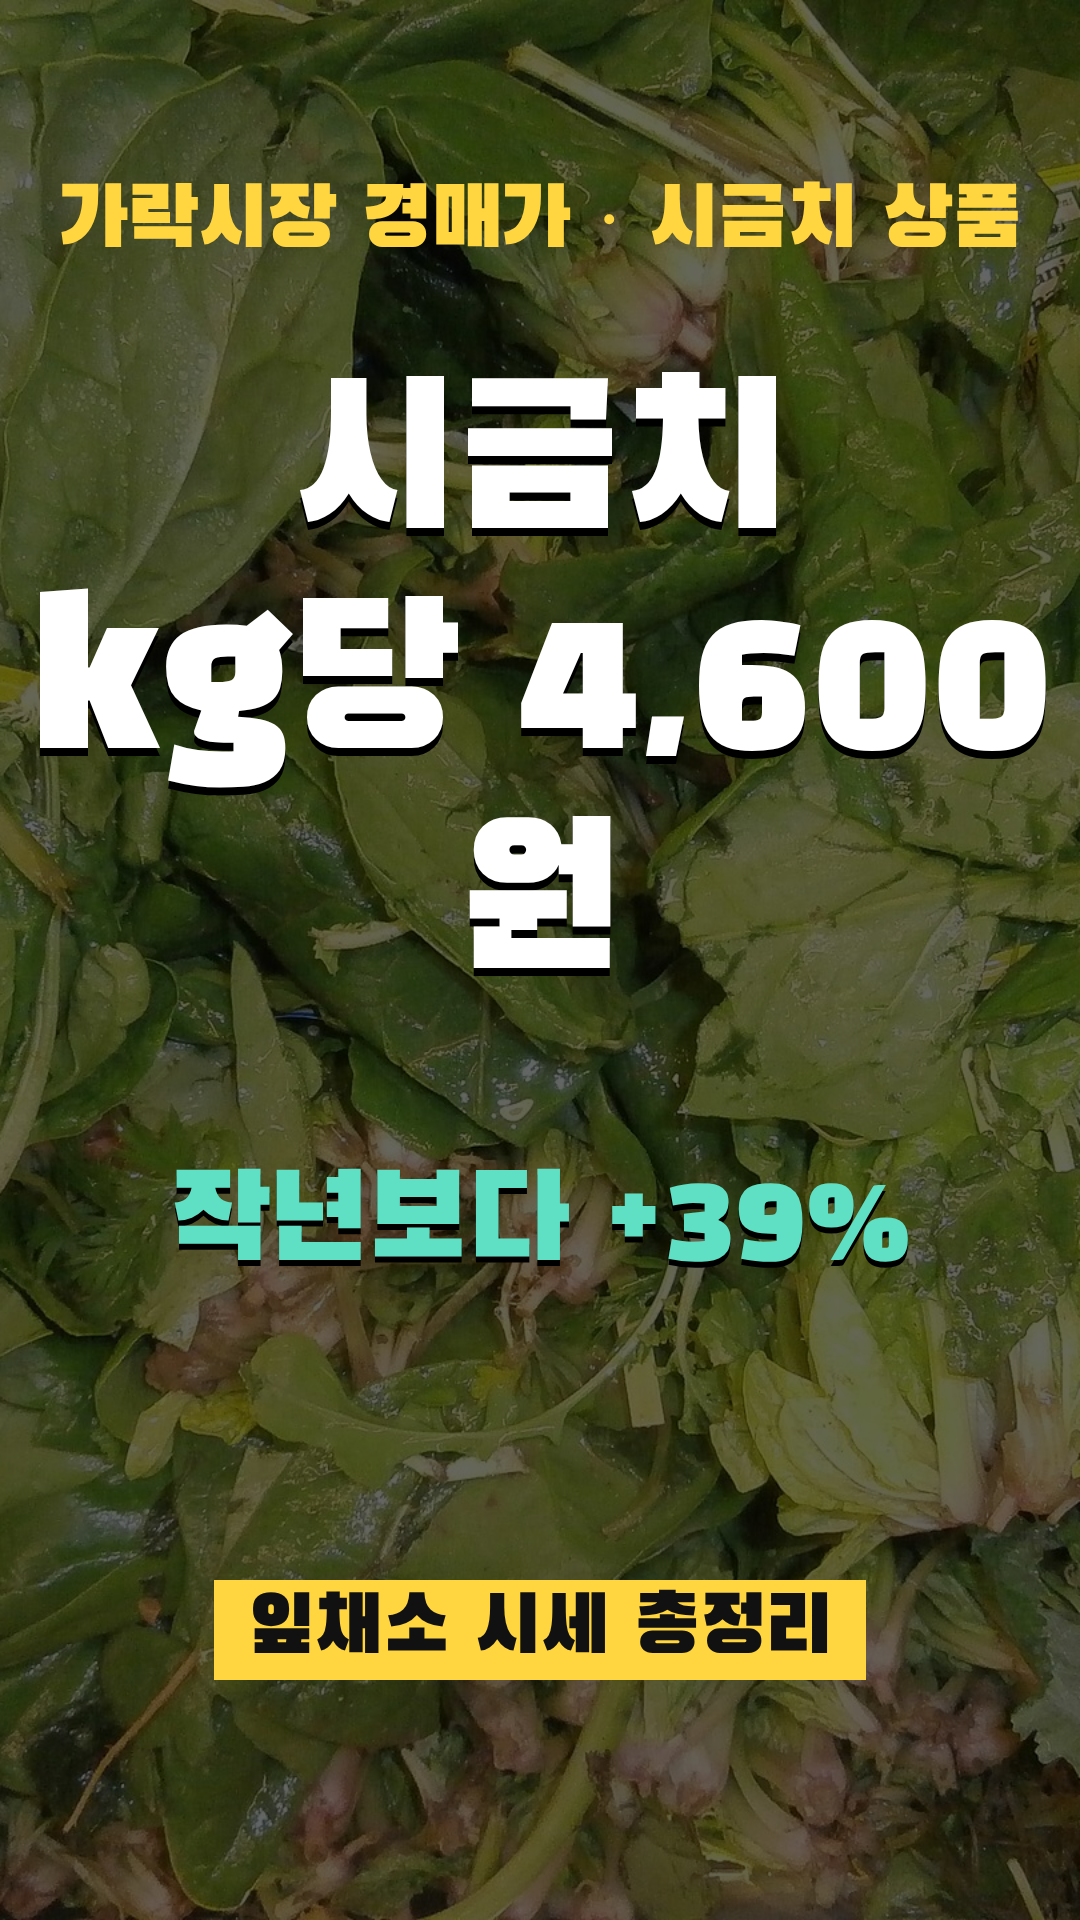 가락시장 경매가 · 시금치 상품
시금치
kg당 4,600
원
작년보다 +39%
잎채소 시세 총정리